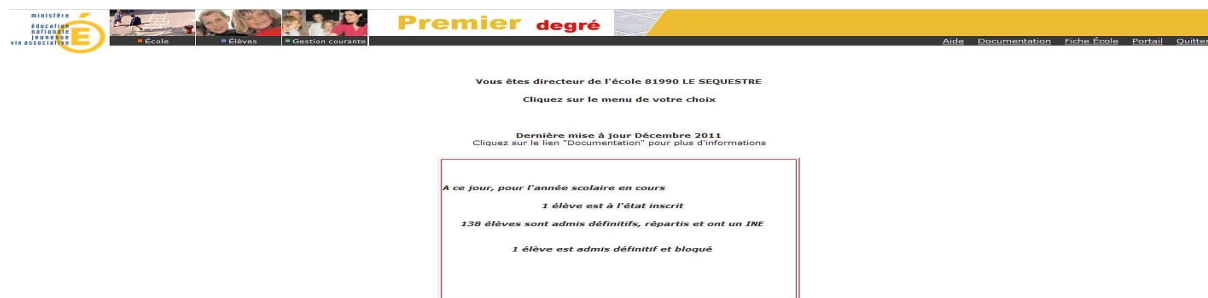 ministère
éducation
nationale
jeunesse
vie associative
École
Élèves
Gestion courante
Premier degré
Aide Documentation Fiche École Portail Quitter
Vous êtes directeur de l'école 81990 LE SEQUESTRE
Cliquez sur le menu de votre choix
Dernière mise à jour Décembre 2011
Cliquez sur le lien "Documentation" pour plus d'informations
A ce jour, pour l'année scolaire en cours
1 élève est à l'état inscrit
138 élèves sont admis définitifs, répartis et ont un INE
1 élève est admis définitif et bloqué